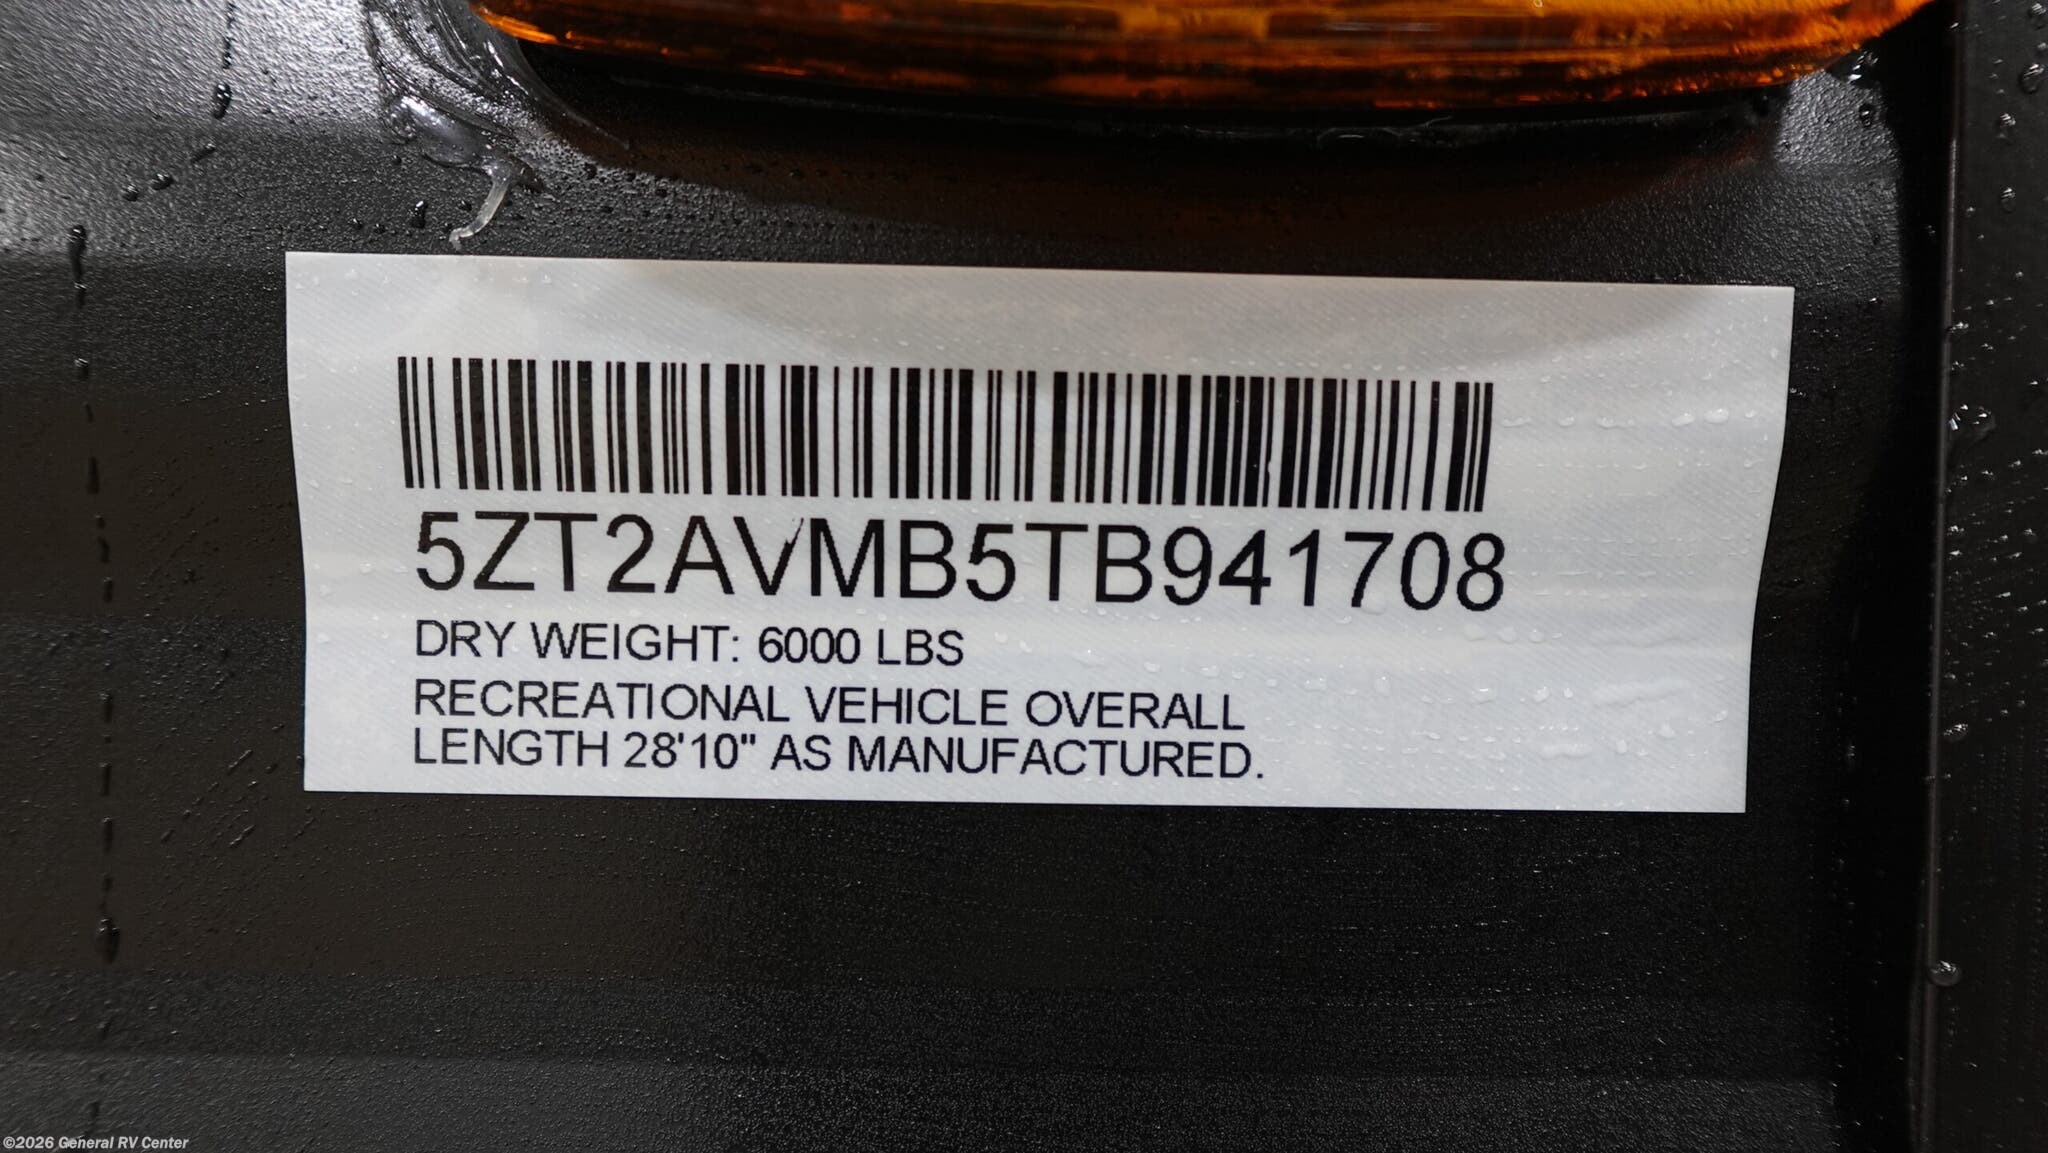 5ZT2AVMB5TB941708
DRY WEIGHT: 6000 LBS
RECREATIONAL VEHICLE OVERALL
LENGTH 28'10" AS MANUFACTURED.
©2026 General RV Center